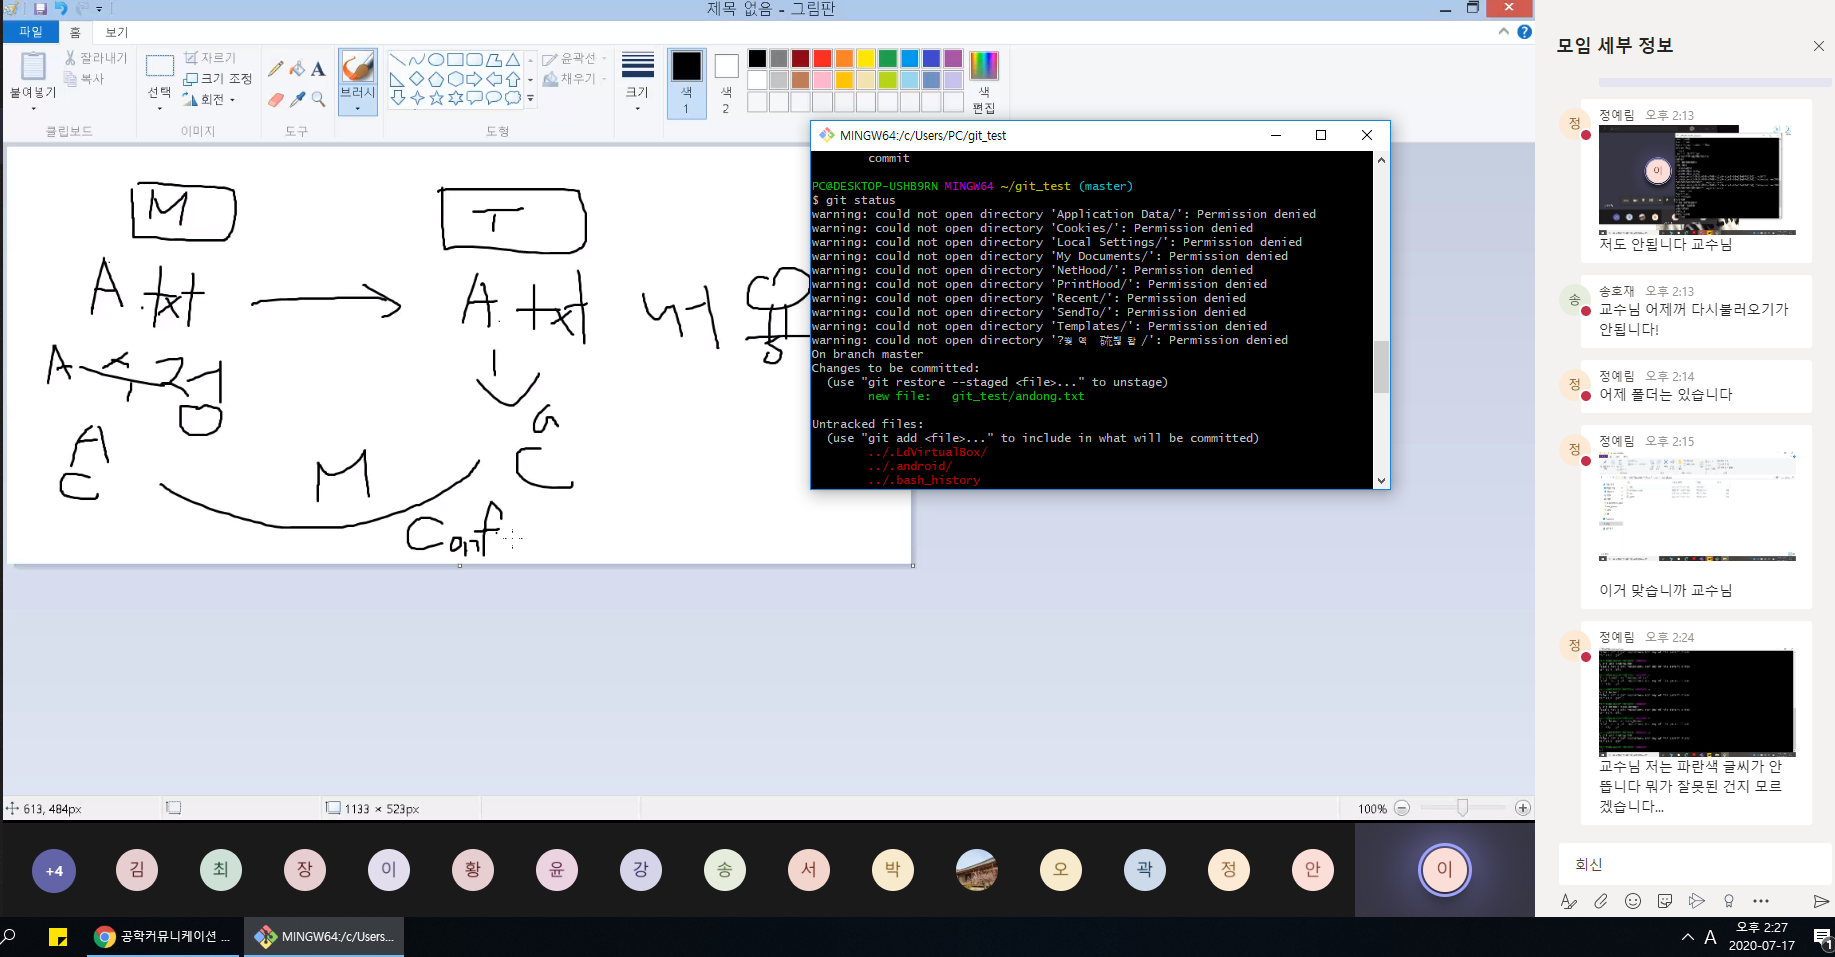 제목 없음 - 그림판
파일 홈 보기
붙여넣기
잘라내기
복사
클립보드
선택
자르기
크기 조정
회전
이미지
A
도구
브러시
윤곽선
채우기
도형
크기
색
1
색
2
색
편집
M
T
A.txt
A.txt
A
A
C
G
C
M
Conf
MINGW64:/c/Users/PC/git_test
commit
PC@DESKTOP-USHB9RN MINGW64 ~/git_test (master)
$ git status
warning: could not open directory 'Application Data/': Permission denied
warning: could not open directory 'Cookies/': Permission denied
warning: could not open directory 'Local Settings/': Permission denied
warning: could not open directory 'My Documents/': Permission denied
warning: could not open directory 'NetHood/': Permission denied
warning: could not open directory 'PrintHood/': Permission denied
warning: could not open directory 'Recent/': Permission denied
warning: could not open directory 'SendTo/': Permission denied
warning: could not open directory 'Templates/': Permission denied
warning: could not open directory '/': Permission denied
On branch master
Changes to be committed:
(use "git restore --staged <file>..." to unstage)
new file: git_test/andong.txt
Untracked files:
(use "git add <file>..." to include in what will be committed)
../.LdVirtualBox/
../.android/
../.bash_history
613, 484px
1133 × 523px
100%
+4 김 최 장 이 황 윤 강 송 서 박 오 곽 정 안 이
모임 세부 정보
정 정예림 오후 2:13
저도 안됩니다 교수님
송 송호재 오후 2:13
교수님 어제꺼 다시불러오기가
안됩니다!
정 정예림 오후 2:14
어제 폴더는 있습니다
정 정예림 오후 2:15
이거 맞습니까 교수님
정 정예림 오후 2:24
교수님 저는 파란색 글씨가 안
뜹니다 뭐가 잘못된 건지 모르
겠습니다...
회신
공학커뮤니케이션 ...
MINGW64:/c/Users...
A
오후 2:27
2020-07-17
1